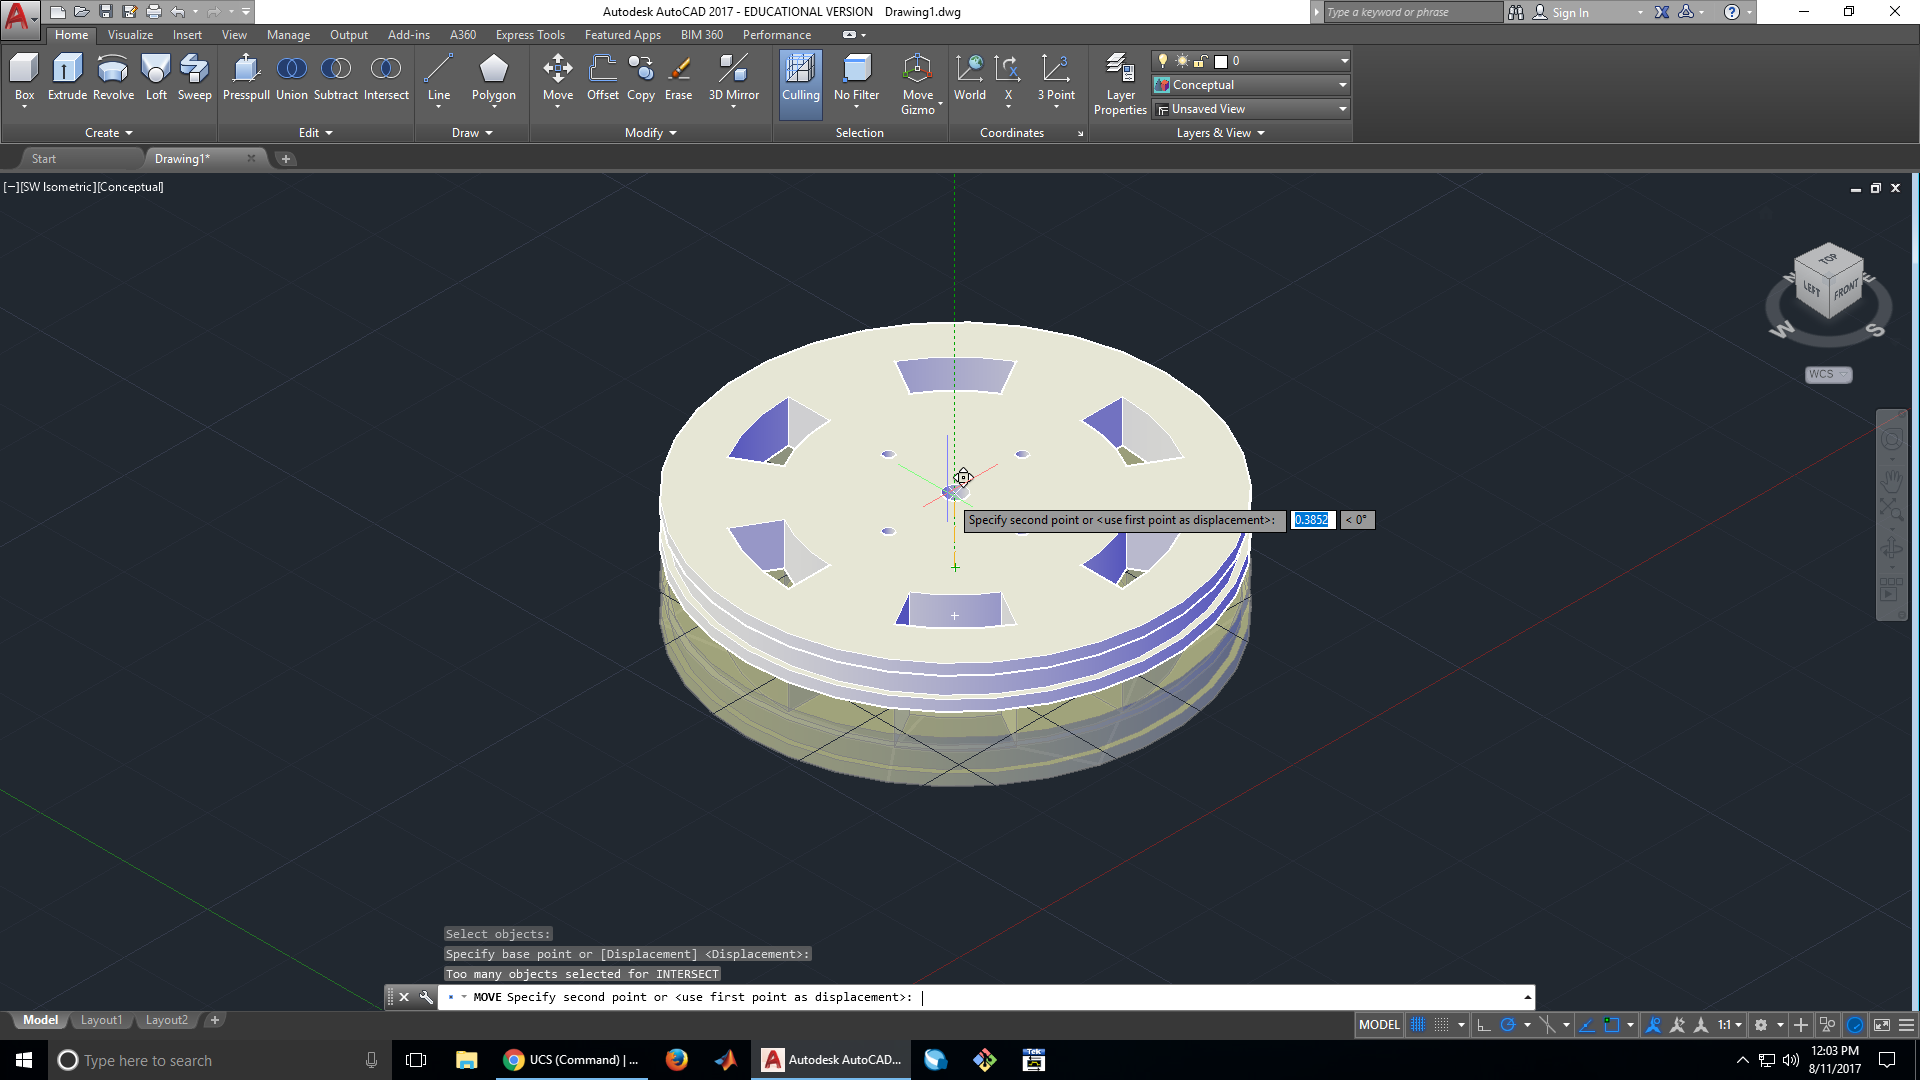 Autodesk AutoCAD 2017 - EDUCATIONAL VERSION Drawing1.dwg
Type a keyword or phrase
Sign In
Home Visualize Insert View Manage Output Add-ins A360 Express Tools Featured Apps BIM 360 Performance
Box Extrude Revolve Loft Sweep Presspull Union Subtract Intersect Line Polygon Move Offset Copy Erase 3D Mirror Culling No Filter Move Gizmo World X 3 Point Layer Properties
0
Conceptual
Unsaved View
Create Edit Draw Modify Selection Coordinates Layers & View
Start Drawing1*
[−][SW Isometric][Conceptual]
TOP
LEFT FRONT
N E
W S
WCS
Specify second point or <use first point as displacement>: 0.3852 < 0°
Select objects:
Specify base point or [Displacement] <Displacement>:
Too many objects selected for INTERSECT
MOVE Specify second point or <use first point as displacement>:
Model Layout1 Layout2
MODEL 1:1
Type here to search
UCS (Command) | ...
Autodesk AutoCAD...
Tek
12:03 PM
8/11/2017